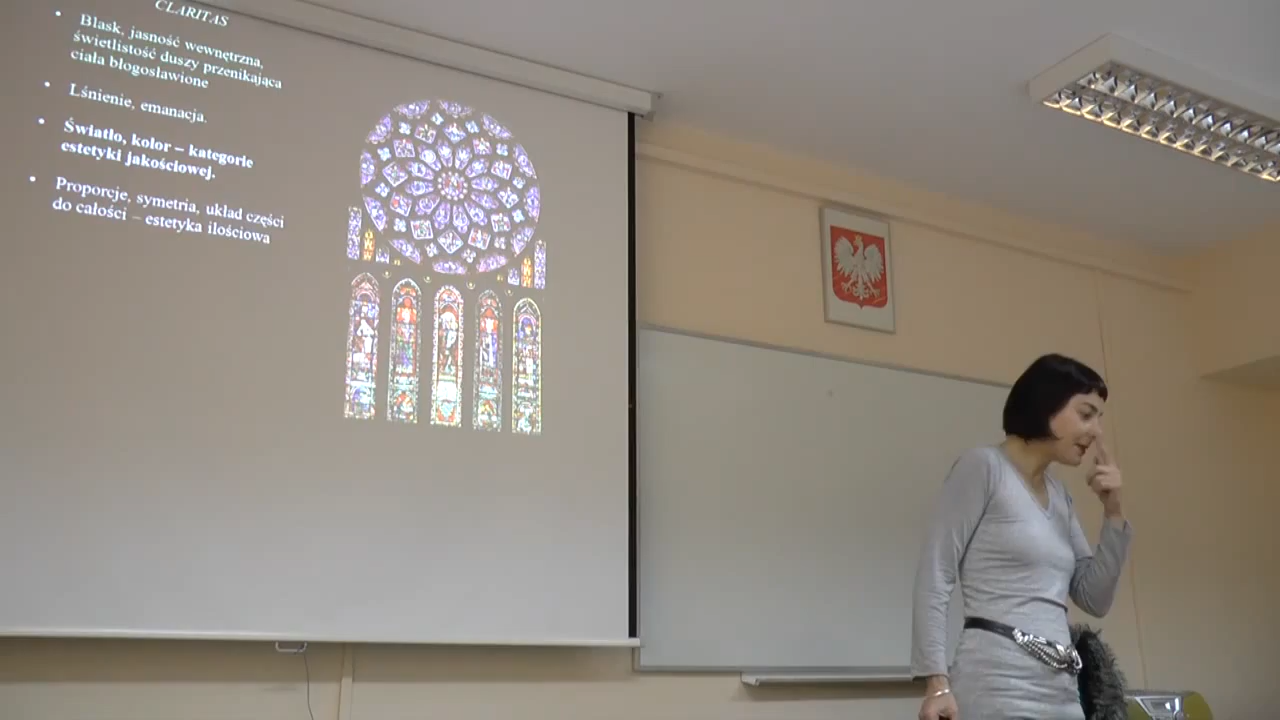 CLARITAS
• Blask, jasność wewnętrzna,
świetlistość duszy przenikająca
ciała błogosławione
• Lśnienie, emanacja.
• Światło, kolor – kategorie
estetyki jakościowej.
• Proporcje, symetria, układ części
do całości – estetyka ilościowa